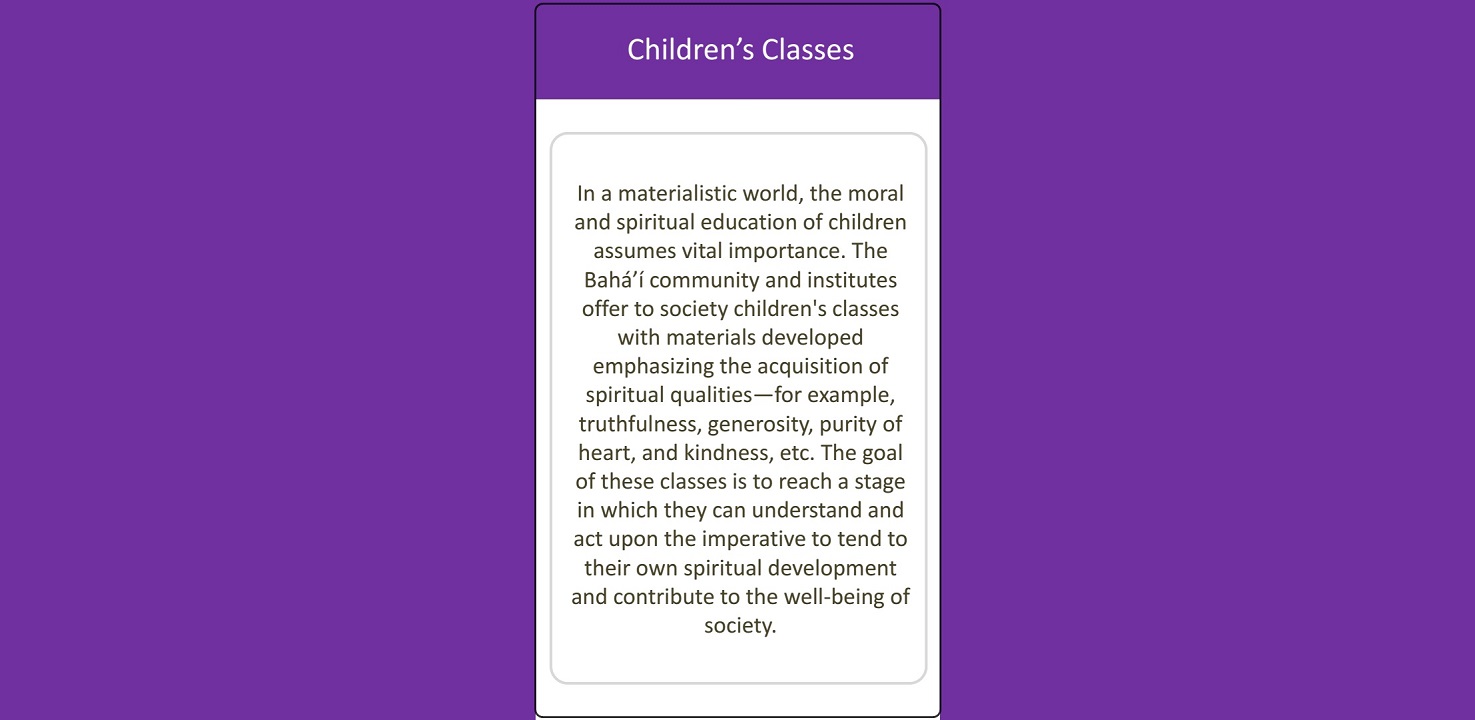 Children’s Classes
In a materialistic world, the moral
and spiritual education of children
assumes vital importance. The
Bahá’í community and institutes
offer to society children's classes
with materials developed
emphasizing the acquisition of
spiritual qualities—for example,
truthfulness, generosity, purity of
heart, and kindness, etc. The goal
of these classes is to reach a stage
in which they can understand and
act upon the imperative to tend to
their own spiritual development
and contribute to the well-being of
society.